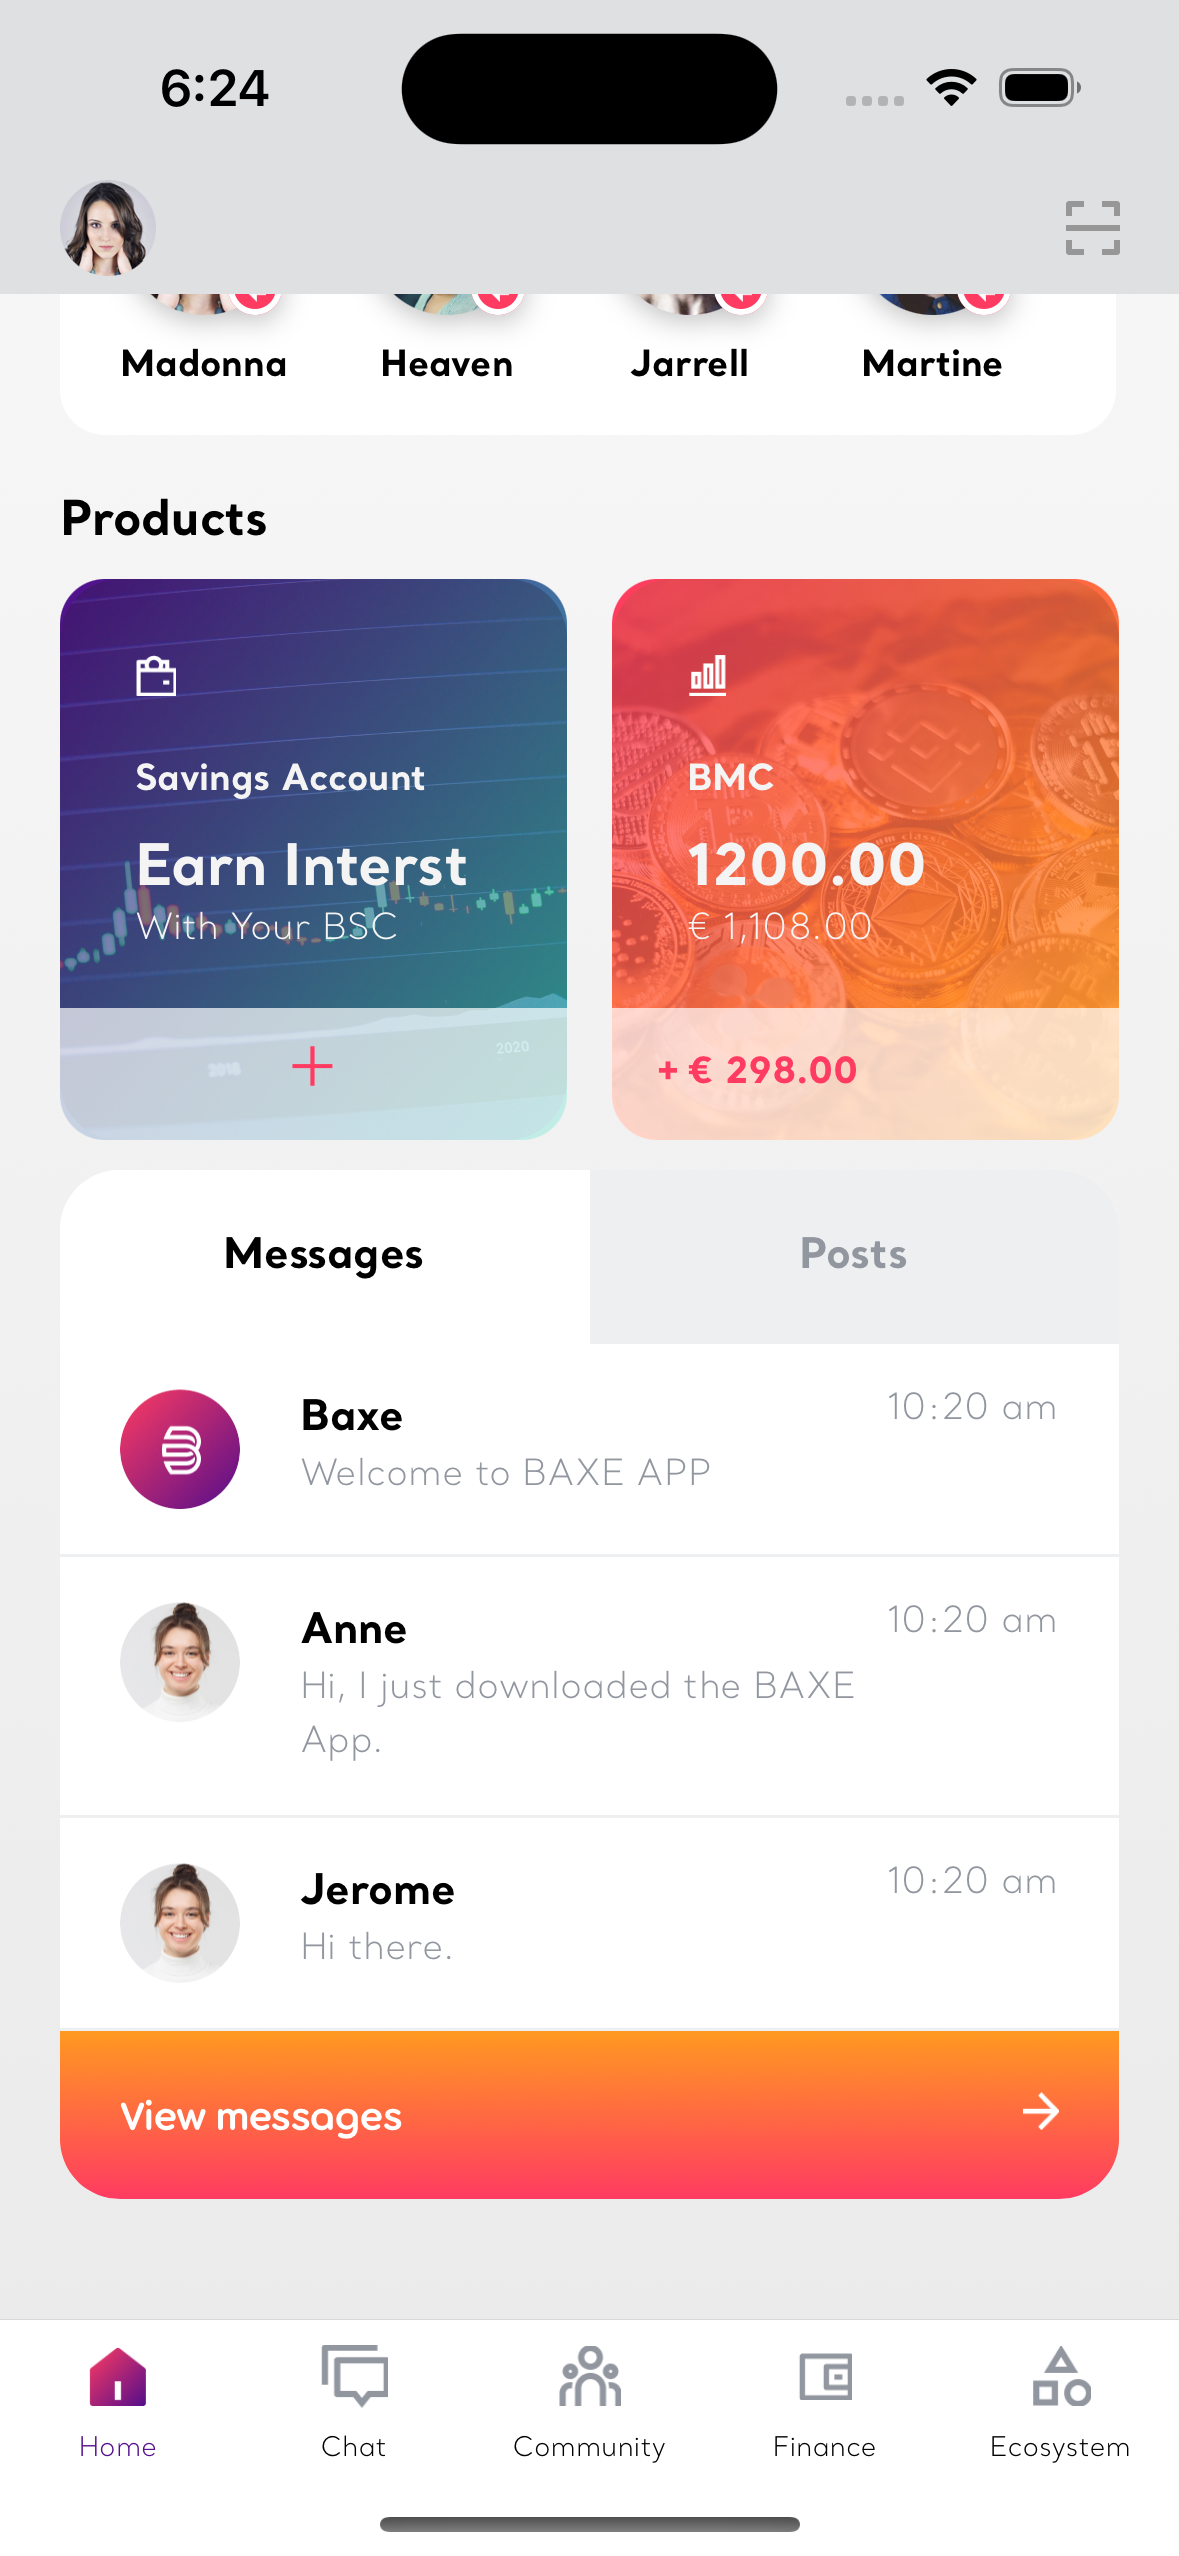 6:24
Madonna
Heaven
Jarrell
Martine
Products
Savings Account
Earn Interst
With Your BSC
2018
2020
BMC
1200.00
€ 1,108.00
+ € 298.00
Messages
Posts
Baxe
10:20 am
Welcome to BAXE APP
Anne
10:20 am
Hi, I just downloaded the BAXE
App.
Jerome
10:20 am
Hi there.
View messages
Home
Chat
Community
Finance
Ecosystem